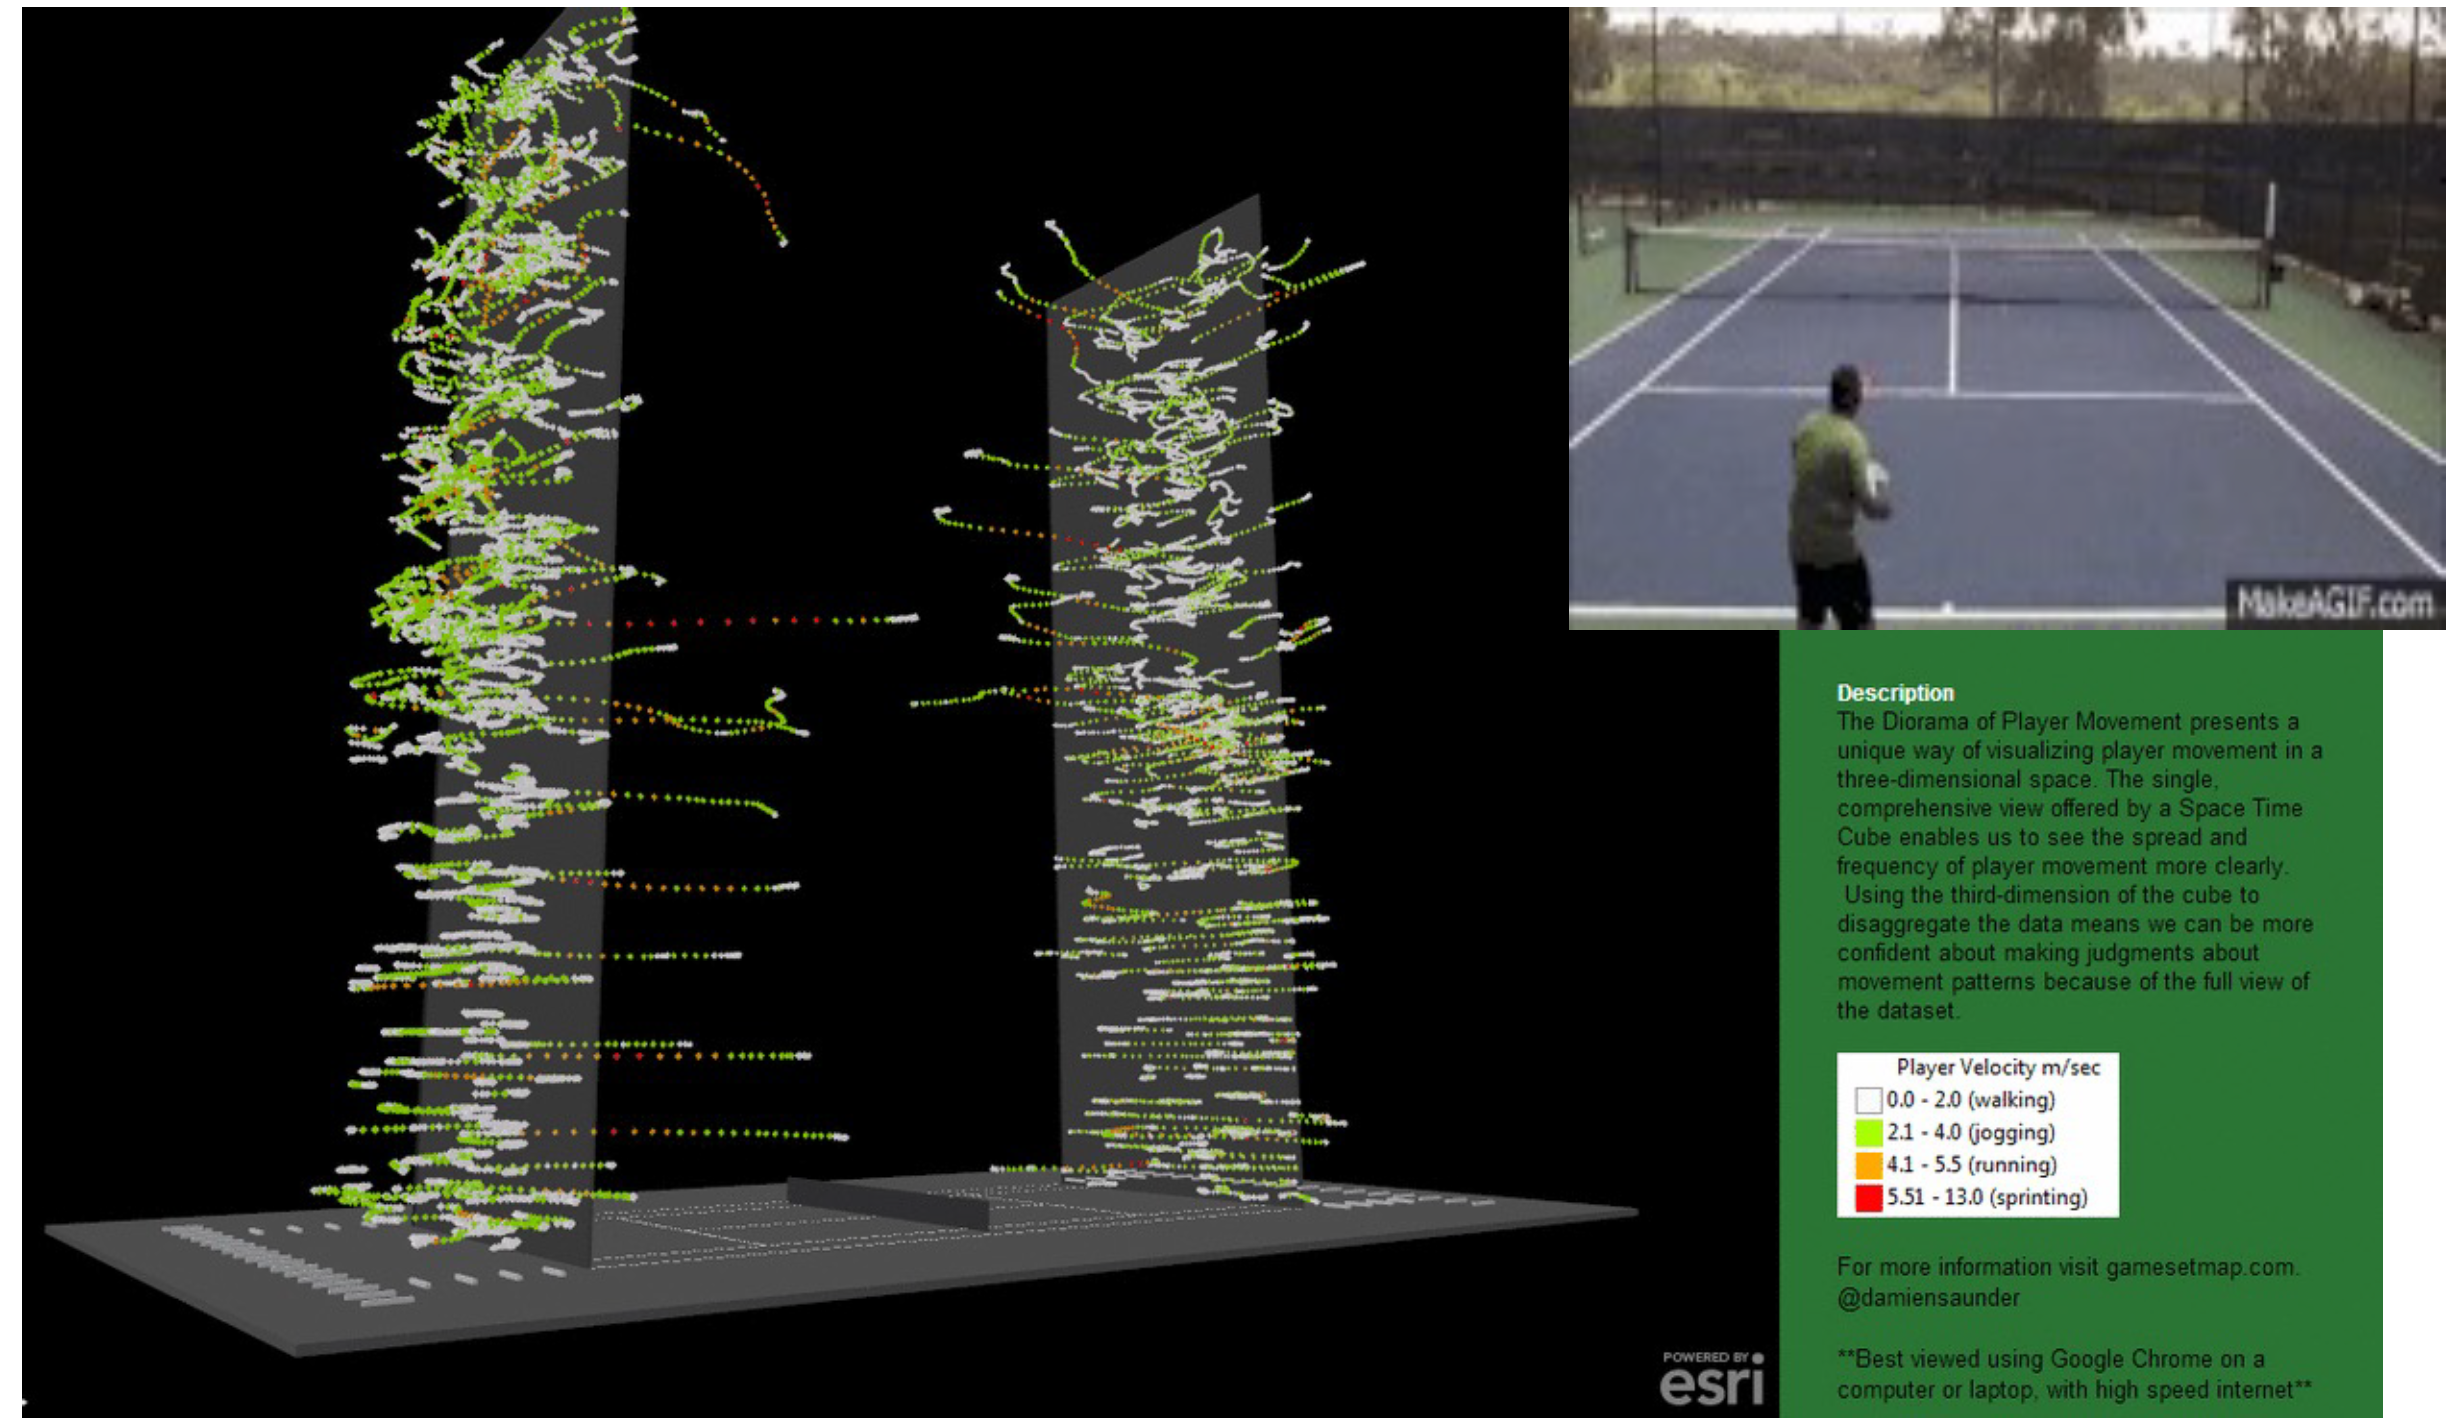 MakeAGIF.com
Description
The Diorama of Player Movement presents a
unique way of visualizing player movement in a
three-dimensional space. The single,
comprehensive view offered by a Space Time
Cube enables us to see the spread and
frequency of player movement more clearly.
Using the third-dimension of the cube to
disaggregate the data means we can be more
confident about making judgments about
movement patterns because of the full view of
the dataset.
Player Velocity m/sec
0.0 - 2.0 (walking)
2.1 - 4.0 (jogging)
4.1 - 5.5 (running)
5.51 - 13.0 (sprinting)
For more information visit gamesetmap.com.
@damiensaunder
**Best viewed using Google Chrome on a
computer or laptop, with high speed internet**
POWERED BY
esri